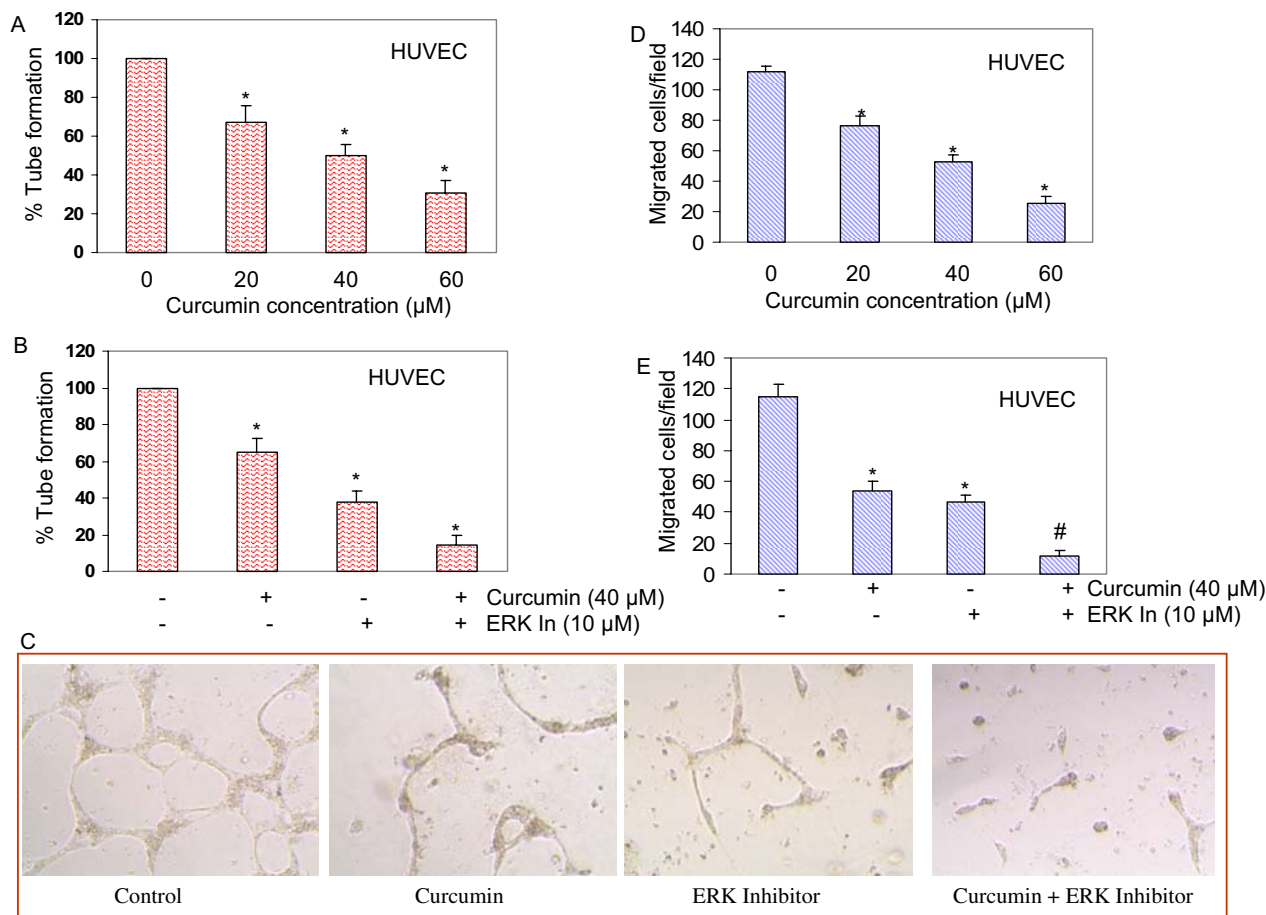 A
% Tube formation
120
100
80
60
40
20
0
HUVEC
*
*
*
0 20 40 60
Curcumin concentration (µM)
B
% Tube formation
120
100
80
60
40
20
0
HUVEC
*
*
*
- + - + Curcumin (40 µM)
- - + + ERK In (10 µM)
D
Migrated cells/field
140
120
100
80
60
40
20
0
HUVEC
*
*
*
0 20 40 60
Curcumin concentration (µM)
E
Migrated cells/field
140
120
100
80
60
40
20
0
HUVEC
*
*
#
- + - + Curcumin (40 µM)
- - + + ERK In (10 µM)
C
Control Curcumin ERK Inhibitor Curcumin + ERK Inhibitor